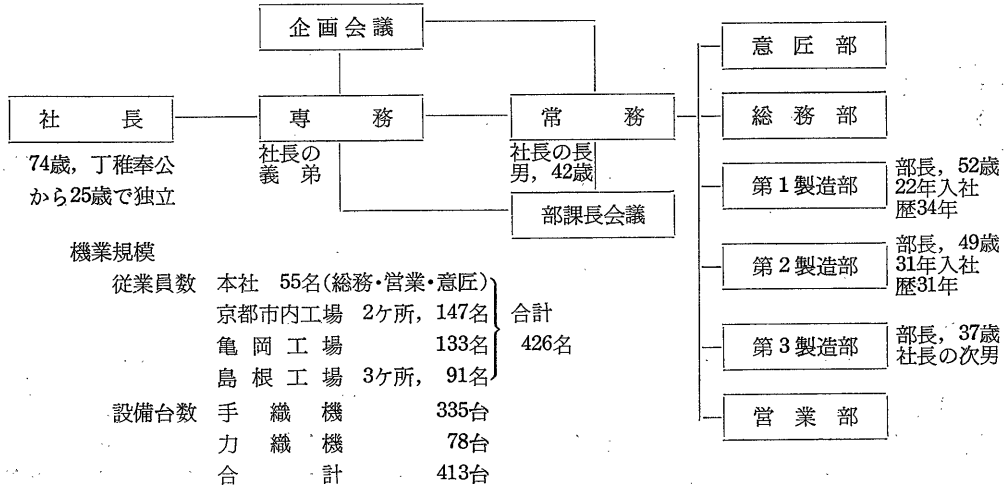 企画会議
社長
74歳，丁稚奉公
から25歳で独立
専務
社長の
義弟
常務
社長の長
男，42歳
部課長会議
意匠部
総務部
第1製造部
部長，52歳
22年入社
歴34年
第2製造部
部長，49歳
31年入社
歴31年
第3製造部
部長，37歳
社長の次男
営業部
機業規模
従業員数 本社 55名(総務・営業・意匠)
京都市内工場 2ケ所，147名
亀岡工場 133名
島根工場 3ケ所， 91名
合計
426名
設備台数 手織機 335台
力織機 78台
合計 413台